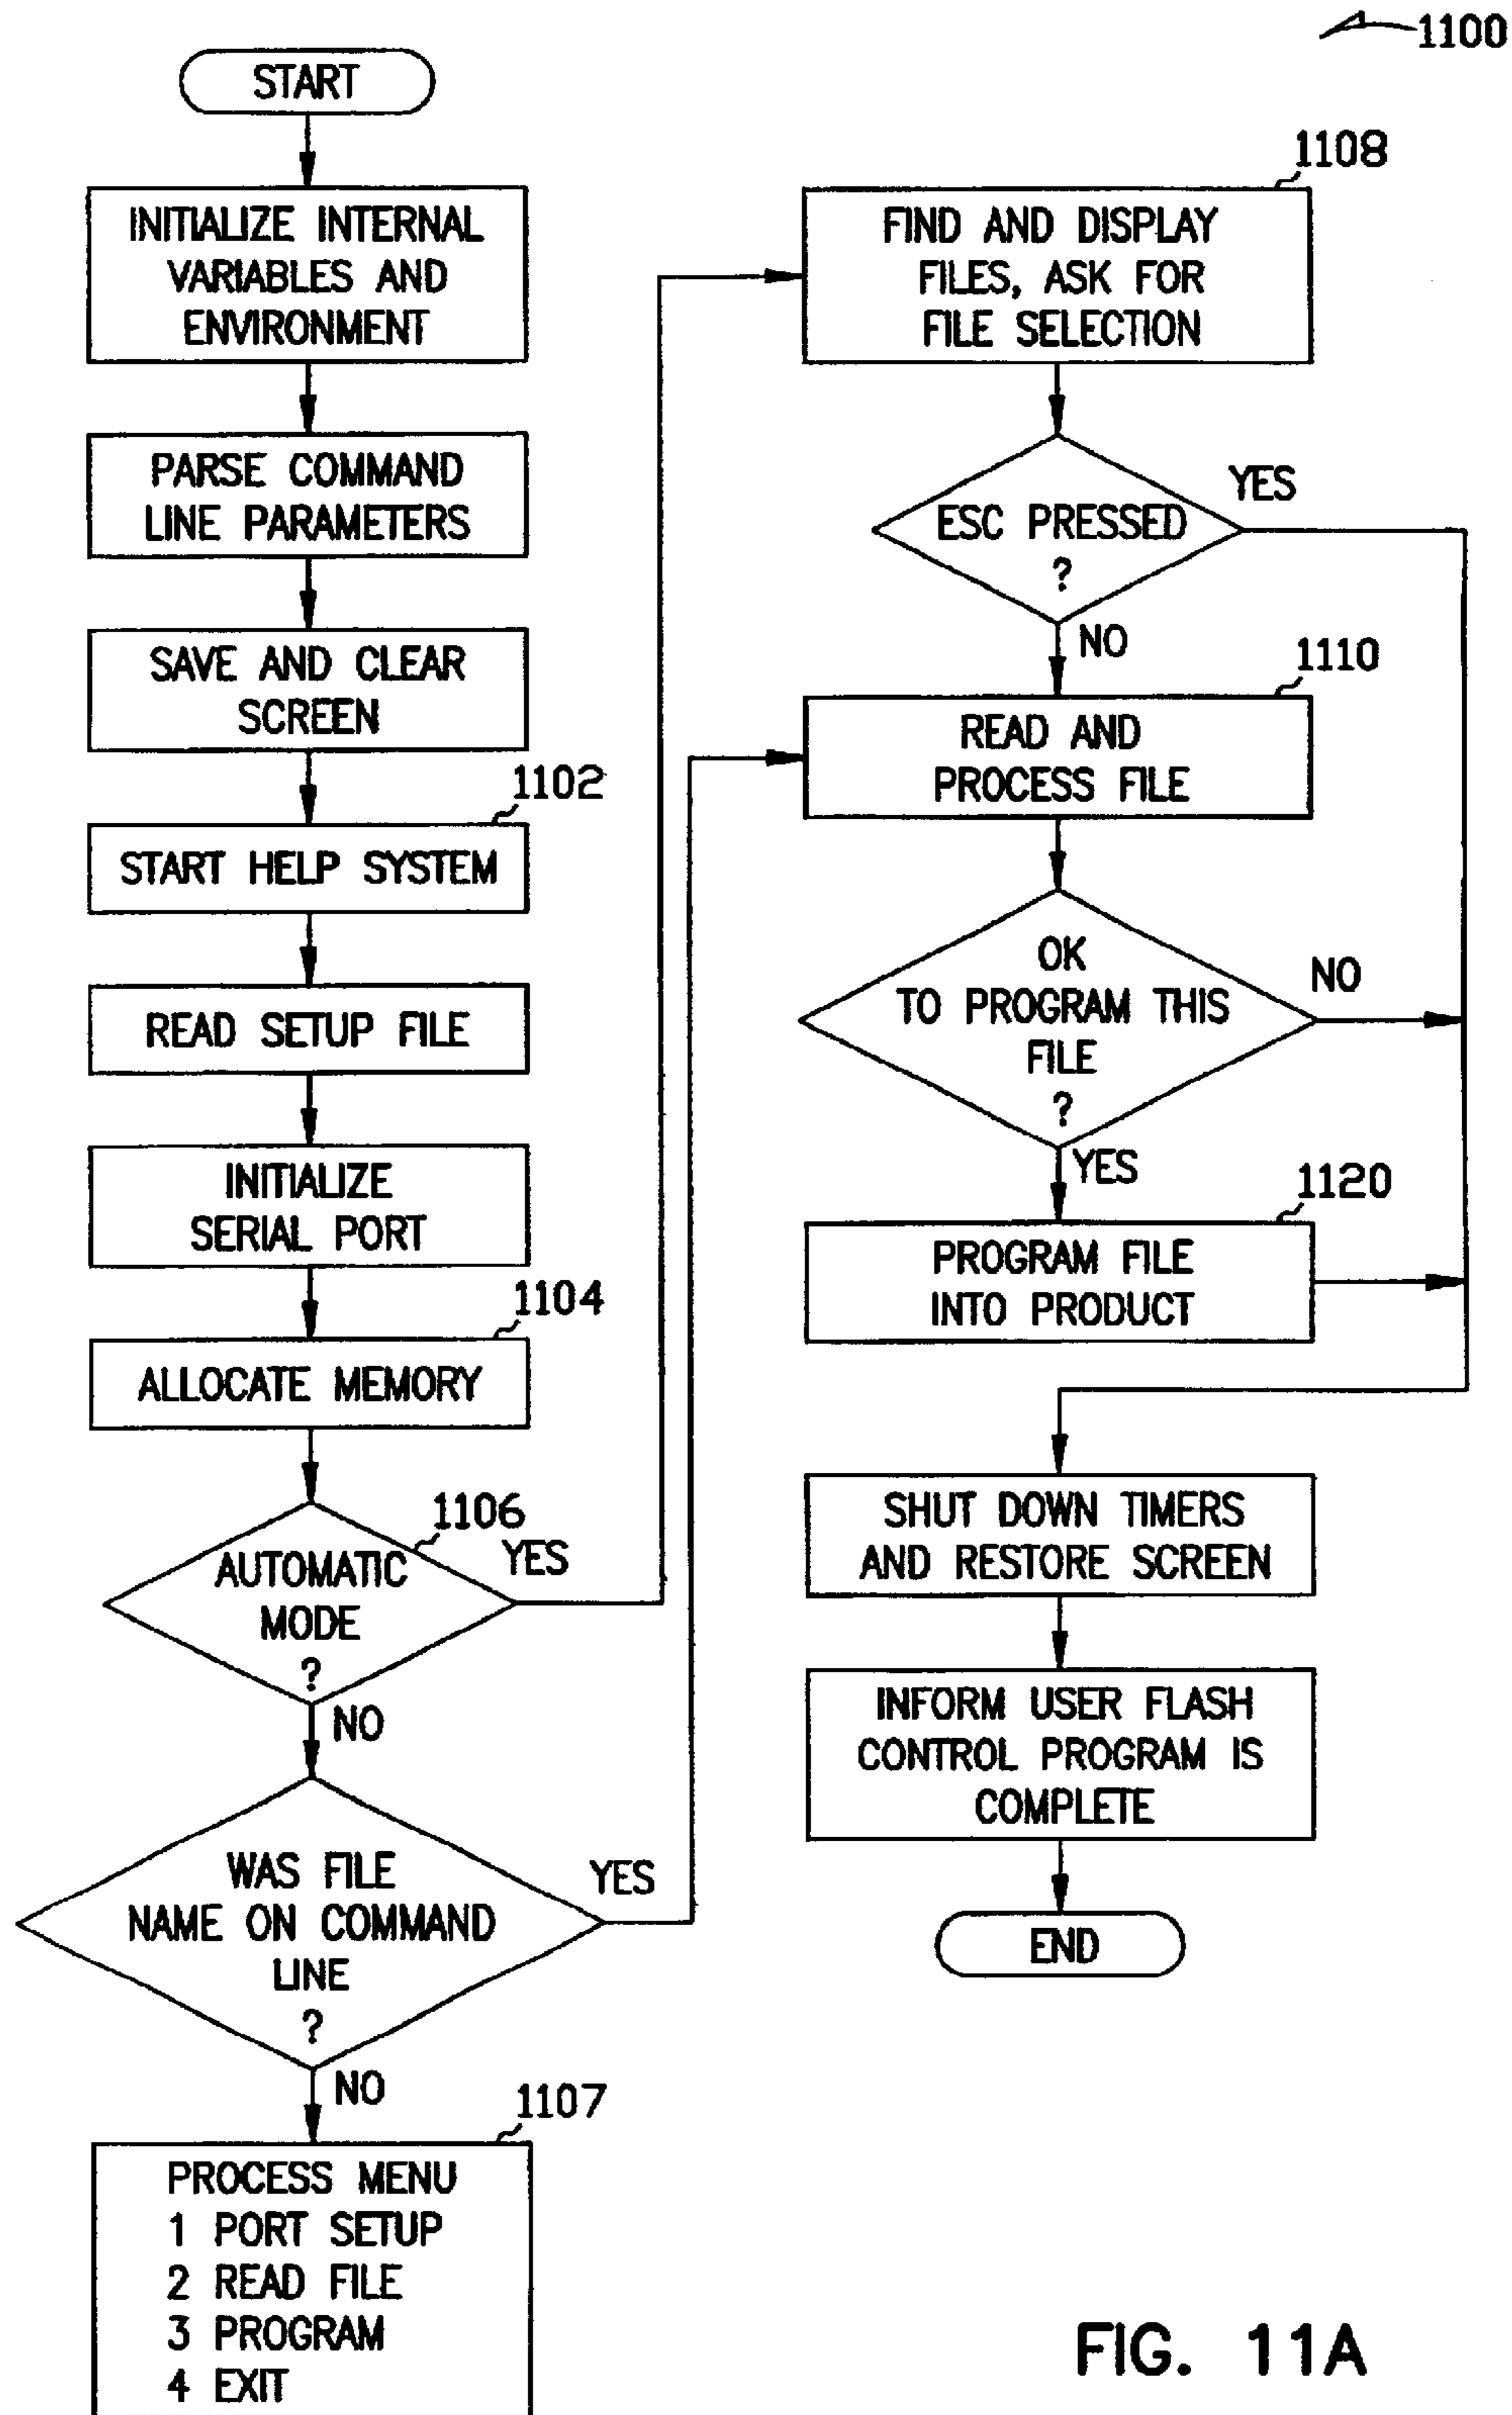 1100
START
INITIALIZE INTERNAL
VARIABLES AND
ENVIRONMENT
PARSE COMMAND
LINE PARAMETERS
SAVE AND CLEAR
SCREEN
1102
START HELP SYSTEM
READ SETUP FILE
INITIALIZE
SERIAL PORT
1104
ALLOCATE MEMORY
1106
AUTOMATIC
MODE
?
YES
NO
WAS FILE
NAME ON COMMAND
LINE
?
YES
NO
1107
PROCESS MENU
1 PORT SETUP
2 READ FILE
3 PROGRAM
4 EXIT
1108
FIND AND DISPLAY
FILES, ASK FOR
FILE SELECTION
ESC PRESSED
?
YES
NO
1110
READ AND
PROCESS FILE
OK
TO PROGRAM THIS
FILE
?
NO
YES
1120
PROGRAM FILE
INTO PRODUCT
SHUT DOWN TIMERS
AND RESTORE SCREEN
INFORM USER FLASH
CONTROL PROGRAM IS
COMPLETE
END
FIG. 11A